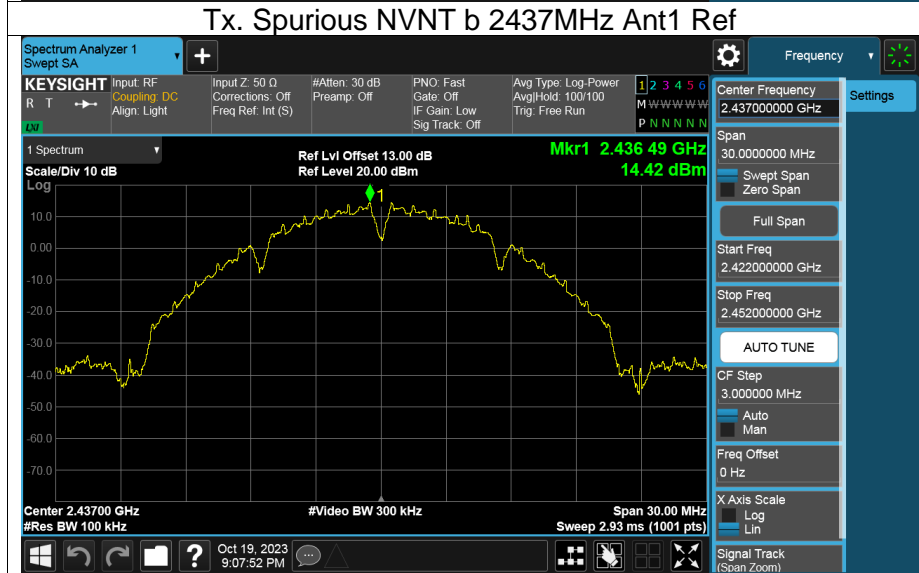 Tx. Spurious NVNT b 2437MHz Ant1 Ref
Spectrum Analyzer 1
Swept SA
+
Frequency
KEYSIGHT
R T
LXI
Input: RF
Coupling: DC
Align: Light
Input Z: 50 Ω
Corrections: Off
Freq Ref: Int (S)
#Atten: 30 dB
Preamp: Off
PNO: Fast
Gate: Off
IF Gain: Low
Sig Track: Off
Avg Type: Log-Power
Avg|Hold: 100/100
Trig: Free Run
1 2 3 4 5 6
M W W W W W
P N N N N N
1 Spectrum
Scale/Div 10 dB
Log
Ref Lvl Offset 13.00 dB
Ref Level 20.00 dBm
Mkr1 2.436 49 GHz
14.42 dBm
1
10.0
0.00
-10.0
-20.0
-30.0
-40.0
-50.0
-60.0
-70.0
Center 2.43700 GHz
#Res BW 100 kHz
#Video BW 300 kHz
Span 30.00 MHz
Sweep 2.93 ms (1001 pts)
Center Frequency
2.437000000 GHz
Settings
Span
30.0000000 MHz
Swept Span
Zero Span
Full Span
Start Freq
2.422000000 GHz
Stop Freq
2.452000000 GHz
AUTO TUNE
CF Step
3.000000 MHz
Auto
Man
Freq Offset
0 Hz
X Axis Scale
Log
Lin
Signal Track
(Span Zoom)
?
Oct 19, 2023
9:07:52 PM